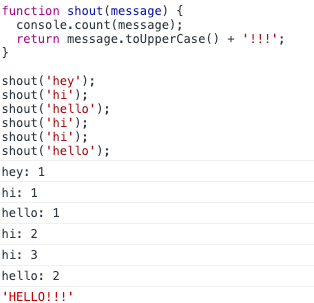 function shout(message) {
  console.count(message);
  return message.toUpperCase() + '!!!';
}
shout('hey');
shout('hi');
shout('hello');
shout('hi');
shout('hi');
shout('hello');
hey: 1
hi: 1
hello: 1
hi: 2
hi: 3
hello: 2
'HELLO!!!'